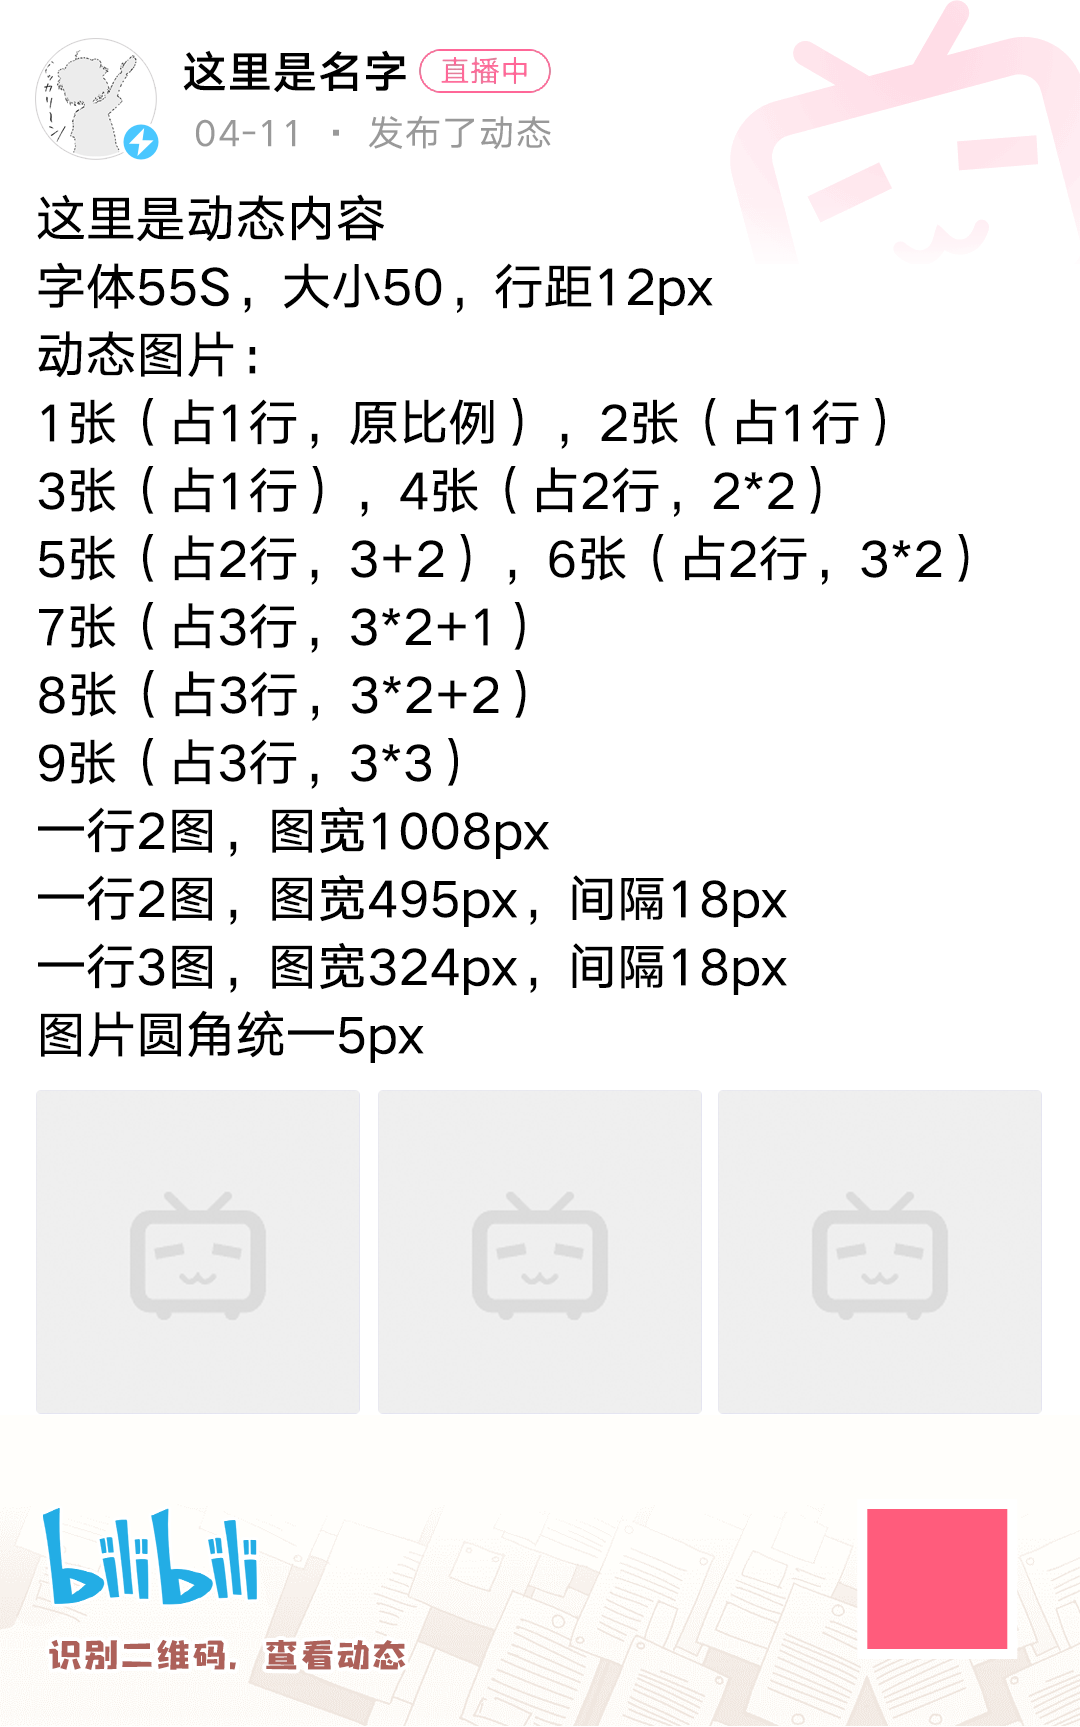 这里是名字 直播中
04-11 · 发布了动态
这里是动态内容
字体55S，大小50，行距12px
动态图片：
1张（占1行，原比例），2张（占1行）
3张（占1行），4张（占2行，2*2）
5张（占2行，3+2），6张（占2行，3*2）
7张（占3行，3*2+1）
8张（占3行，3*2+2）
9张（占3行，3*3）
一行2图，图宽1008px
一行2图，图宽495px，间隔18px
一行3图，图宽324px，间隔18px
图片圆角统一5px
bilibili
识别二维码，查看动态